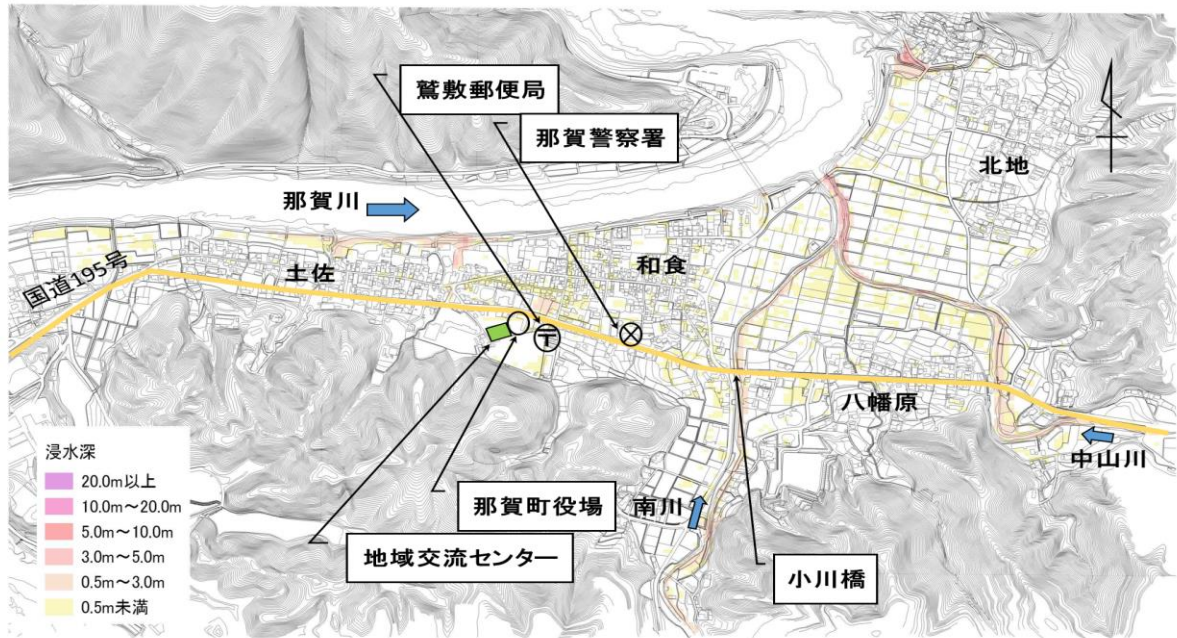 鷲敷郵便局
那賀警察署
北地
那賀川
和食
国道195号
土佐
〒
八幡原
中山川
浸水深
20.0m以上
10.0m～20.0m
5.0m～10.0m
3.0m～5.0m
0.5m～3.0m
0.5m未満
那賀町役場
南川
地域交流センター
小川橋